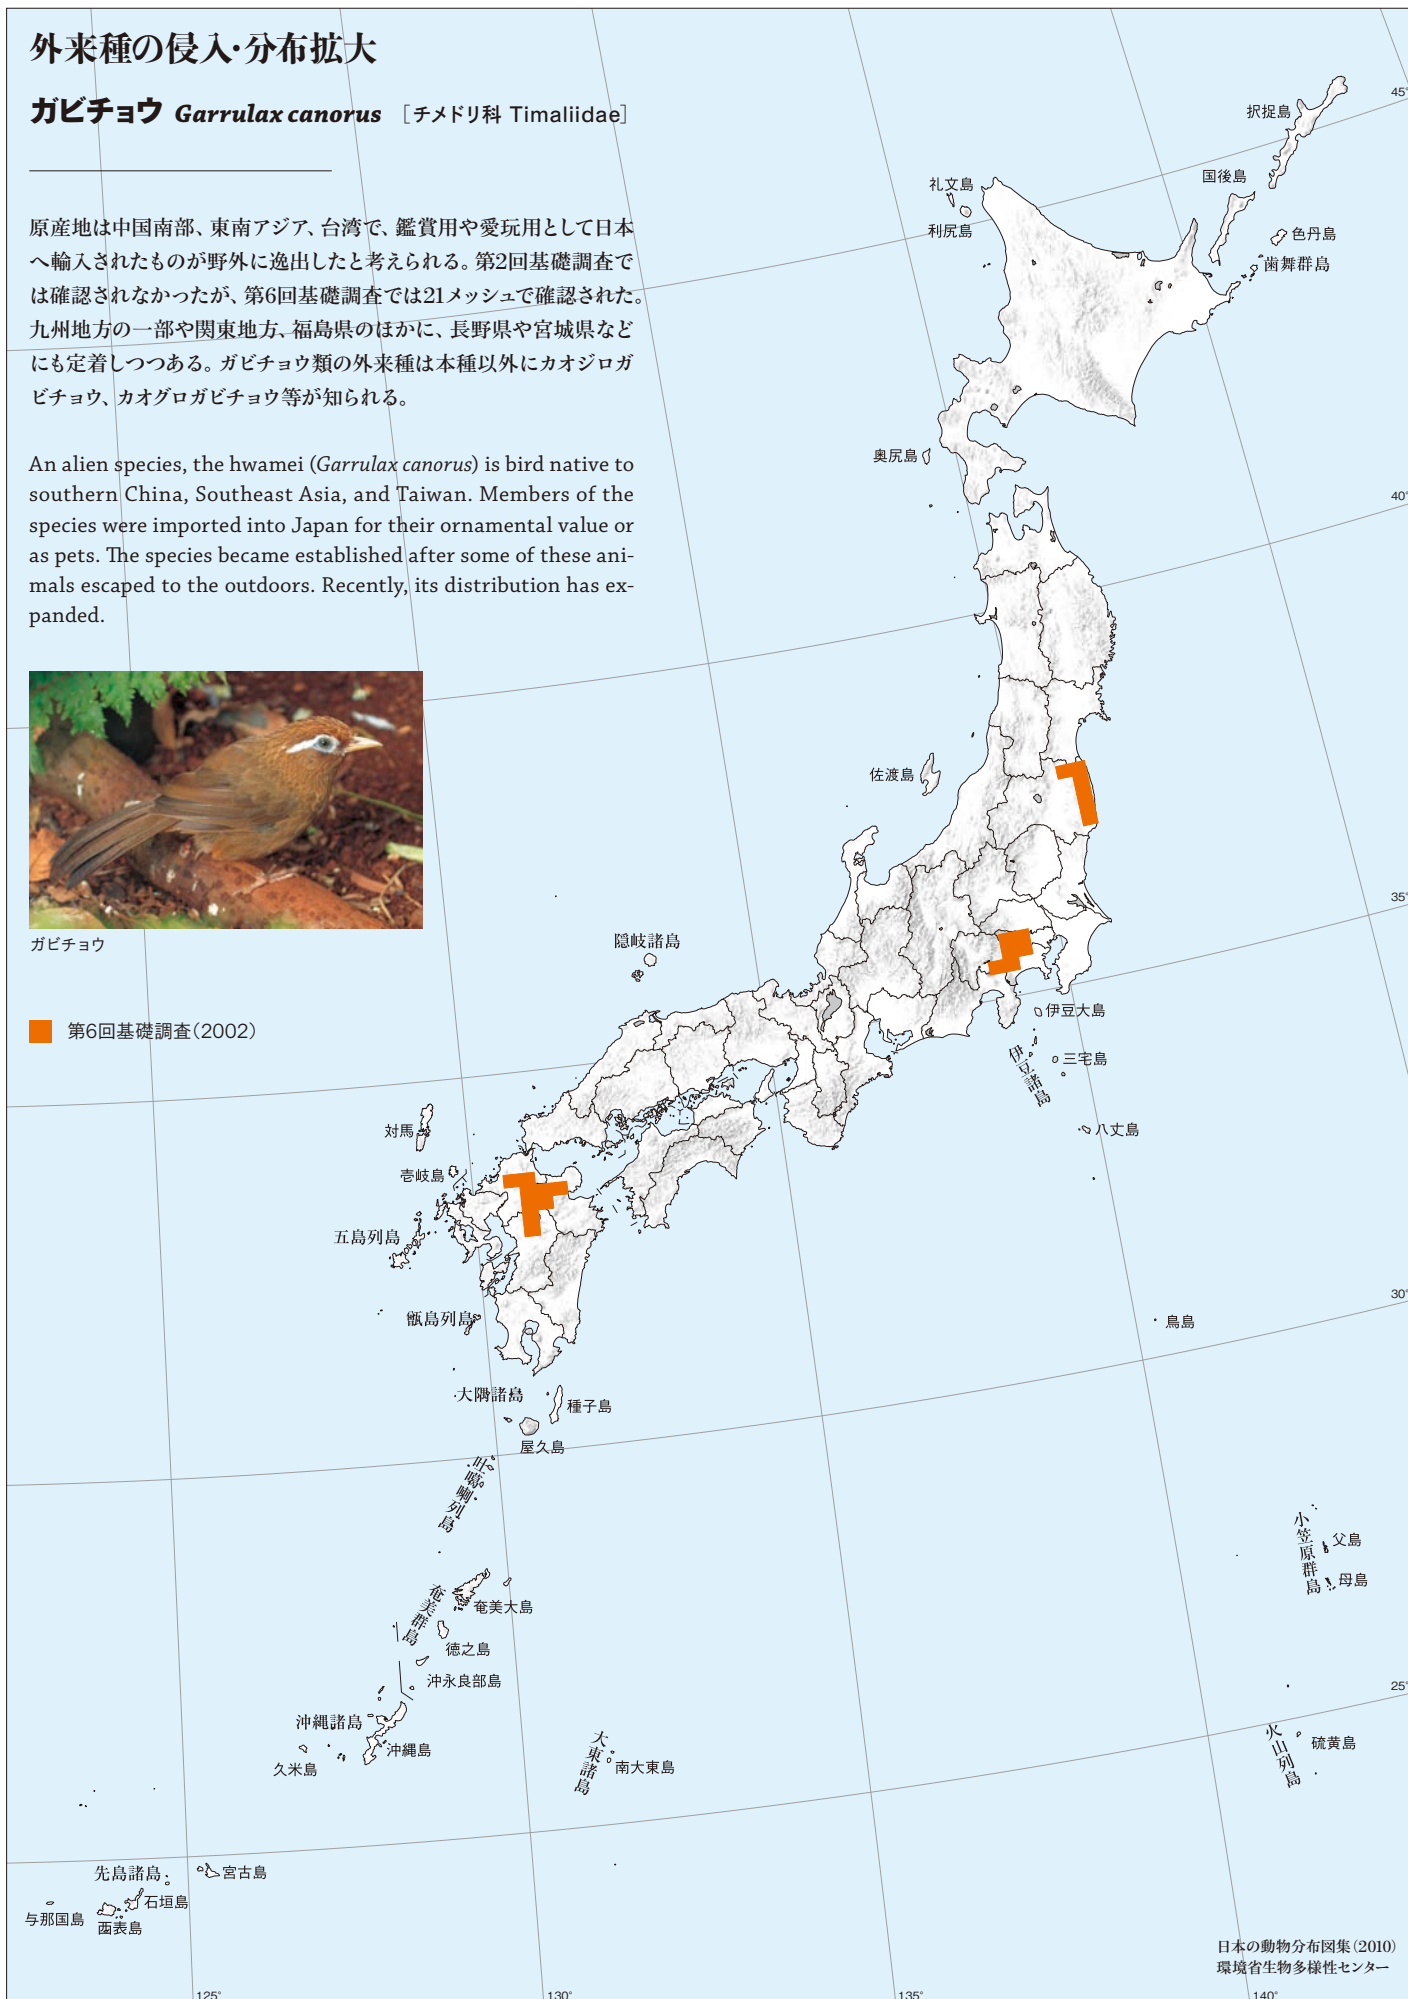 外来種の侵入・分布拡大
ガビチョウ Garrulax canorus ［チメドリ科 Timaliidae］
原産地は中国南部、東南アジア、台湾で、鑑賞用や愛玩用として日本
へ輸入されたものが野外に逸出したと考えられる。第2回基礎調査で
は確認されなかったが、第6回基礎調査では21メッシュで確認された。
九州地方の一部や関東地方、福島県のほかに、長野県や宮城県など
にも定着しつつある。ガビチョウ類の外来種は本種以外にカオジロガ
ビチョウ、カオグロガビチョウ等が知られる。
An alien species, the hwamei (Garrulax canorus) is bird native to
southern China, Southeast Asia, and Taiwan. Members of the
species were imported into Japan for their ornamental value or
as pets. The species became established after some of these ani-
mals escaped to the outdoors. Recently, its distribution has ex-
panded.
ガビチョウ
第6回基礎調査（2002）
45°
択捉島
国後島
礼文島
利尻島
色丹島
歯舞群島
奥尻島
40°
佐渡島
35°
隠岐諸島
伊豆大島
伊豆諸島
三宅島
八丈島
対馬
壱岐島
五島列島
甑島列島
30°
鳥島
大隅諸島
種子島
屋久島
吐噶喇列島
小笠原群島
父島
母島
奄美群島
奄美大島
徳之島
沖永良部島
25°
沖縄諸島
沖縄島
久米島
大東諸島
南大東島
火山列島
硫黄島
先島諸島
宮古島
石垣島
与那国島
西表島
日本の動物分布図集（2010）
環境省生物多様性センター
125°
130°
135°
140°